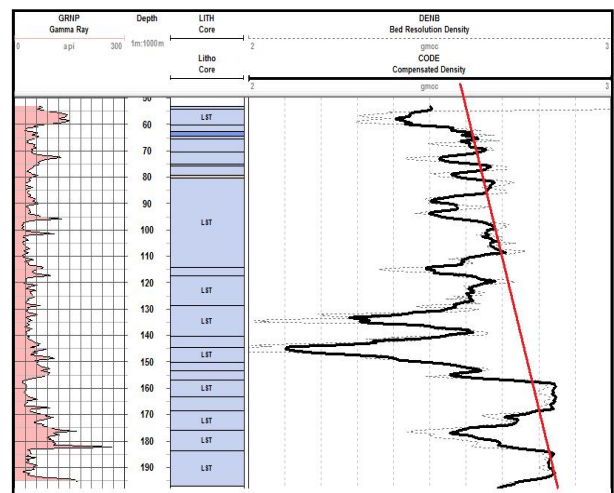 GRNP Depth LITH DENB
Gamma Ray Core Bed Resolution Density
0 api 300 1m:1000m 2 gmcc 3
Litho CODE
Core Compensated Density
2 gmcc 3
50
60
70
80
90
100
110
120
130
140
150
160
170
180
190
LST
LST
LST
LST
LST
LST
LST
LST
LST